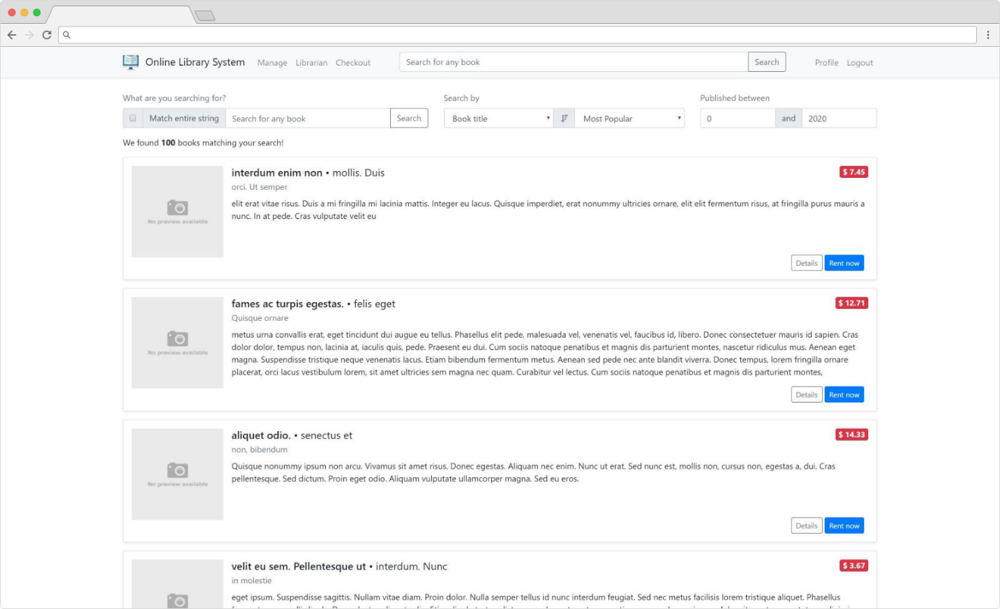 Online Library System Manage Librarian Checkout Search for any book Search Profile Logout
What are you searching for? Search by Published between
Match entire string Search for any book Search Book title Most Popular 0 and 2020
We found 100 books matching your search!
interdum enim non • mollis. Duis $ 7.45
orci. Ut semper
elit erat vitae risus. Duis a mi fringilla mi lacinia mattis. Integer eu lacus. Quisque imperdiet, erat nonummy ultricies ornare, elit elit fermentum risus, at fringilla purus mauris a
nunc. In at pede. Cras vulputate velit eu
No preview available
Details Rent now
fames ac turpis egestas. • felis eget $ 12.71
Quisque ornare
metus urna convallis erat, eget tincidunt dui augue eu tellus. Phasellus elit pede, malesuada vel, venenatis vel, faucibus id, libero. Donec consectetuer mauris id sapien. Cras
dolor dolor, tempus non, lacinia at, iaculis quis, pede. Praesent eu dui. Cum sociis natoque penatibus et magnis dis parturient montes, nascetur ridiculus mus. Aenean eget
magna. Suspendisse tristique neque venenatis lacus. Etiam bibendum fermentum metus. Aenean sed pede nec ante blandit viverra. Donec tempus, lorem fringilla ornare
placerat, orci lacus vestibulum lorem, sit amet ultricies sem magna nec quam. Curabitur vel lectus. Cum sociis natoque penatibus et magnis dis parturient montes,
No preview available
Details Rent now
aliquet odio. • senectus et $ 14.33
non, bibendum
Quisque nonummy ipsum non arcu. Vivamus sit amet risus. Donec egestas. Aliquam nec enim. Nunc ut erat. Sed nunc est, mollis non, cursus non, egestas a, dui. Cras
pellentesque. Sed dictum. Proin eget odio. Aliquam vulputate ullamcorper magna. Sed eu eros.
No preview available
Details Rent now
velit eu sem. Pellentesque ut • interdum. Nunc $ 3.67
in molestie
eget ipsum. Suspendisse sagittis. Nullam vitae diam. Proin dolor. Nulla semper tellus id nunc interdum feugiat. Sed nec metus facilisis lorem tristique aliquet. Phasellus